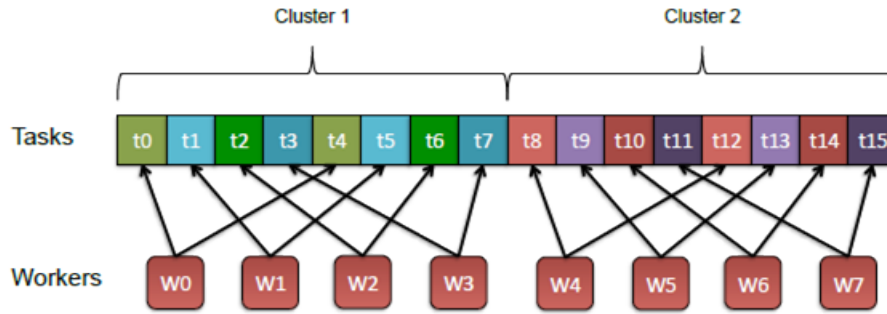 Cluster 1 Cluster 2
Tasks t0 t1 t2 t3 t4 t5 t6 t7 t8 t9 t10 t11 t12 t13 t14 t15
Workers W0 W1 W2 W3 W4 W5 W6 W7